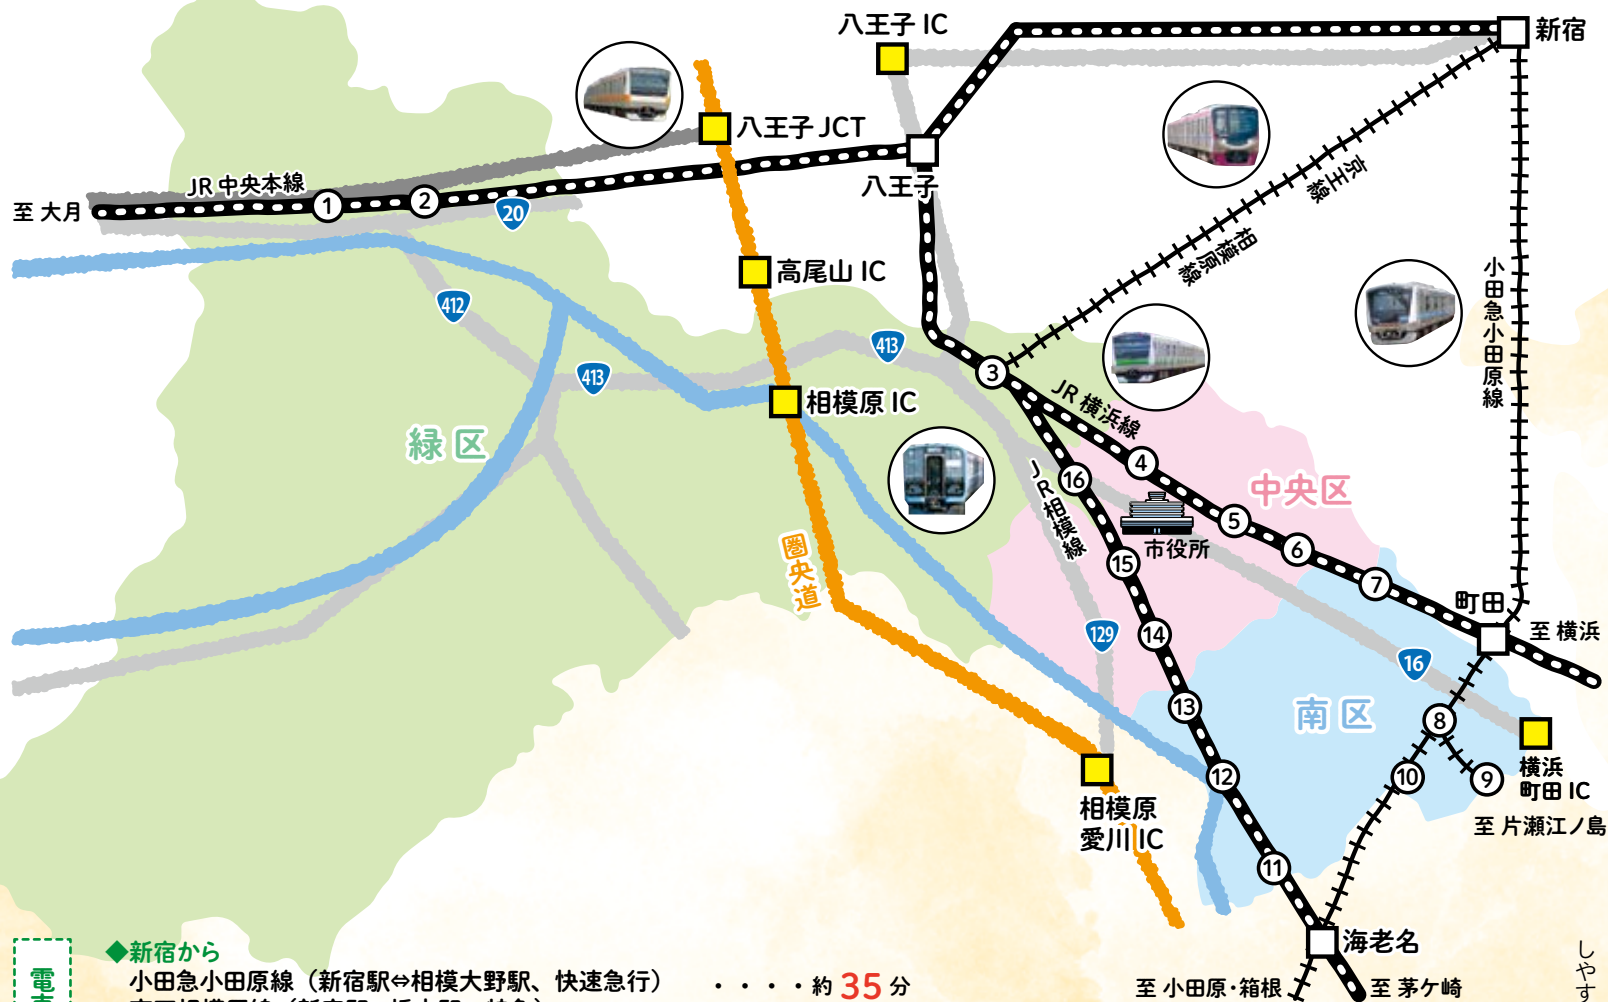 八王子 IC
新宿
八王子 JCT
JR 中央本線
八王子
至 大月
1
2
20
京王線
相模原線
高尾山 IC
小田急小田原線
412
413
413
3
相模原 IC
JR 横浜線
緑 区
16
4
中央区
JR相模線
5
市役所
6
圏央道
15
7
町田
至 横浜
129
14
16
13
南 区
8
横浜
町田 IC
12
10
9
相模原
愛川 IC
至 片瀬江ノ島
11
海老名
至 小田原・箱根
至 茅ケ崎
しやす
電
◆新宿から
小田急小田原線（新宿駅⇔相模大野駅、快速急行）　・・・・約 35 分